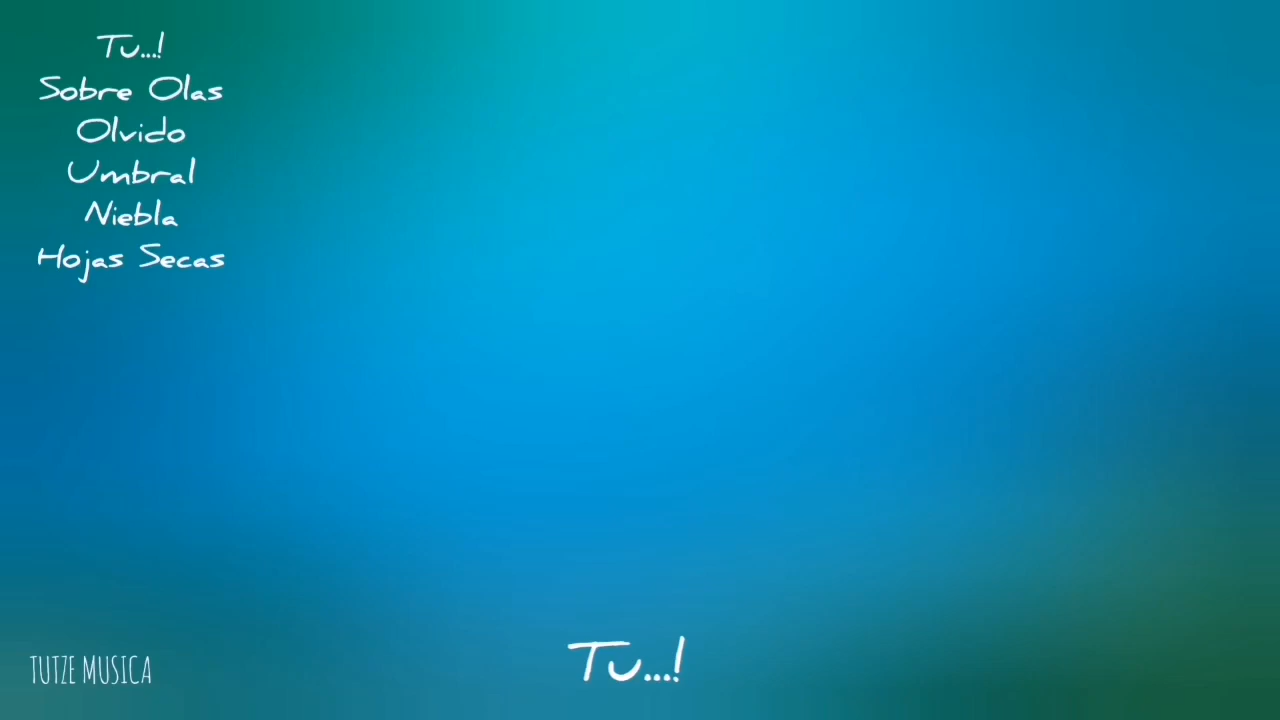 Tu...!
Sobre Olas
Olvido
Umbral
Niebla
Hojas Secas
TUTZE MUSICA
Tu...!